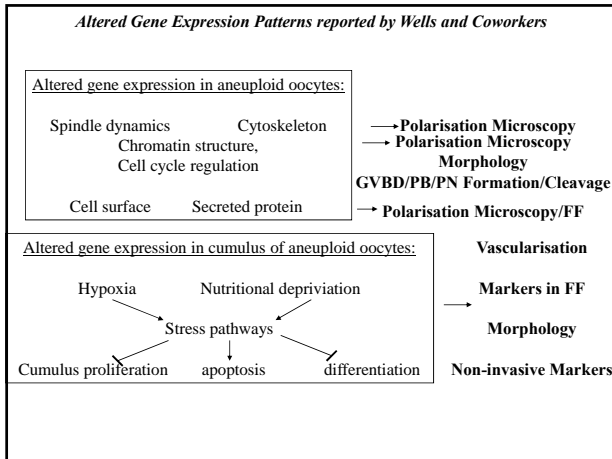 Altered Gene Expression Patterns reported by Wells and Coworkers
Altered gene expression in aneuploid oocytes:
Spindle dynamics Cytoskeleton Polarisation Microscopy
Chromatin structure, Polarisation Microscopy
Cell cycle regulation Morphology
GVBD/PB/PN Formation/Cleavage
Cell surface Secreted protein Polarisation Microscopy/FF
Altered gene expression in cumulus of aneuploid oocytes: Vascularisation
Hypoxia Nutritional depriviation Markers in FF
Stress pathways Morphology
Cumulus proliferation apoptosis differentiation Non-invasive Markers